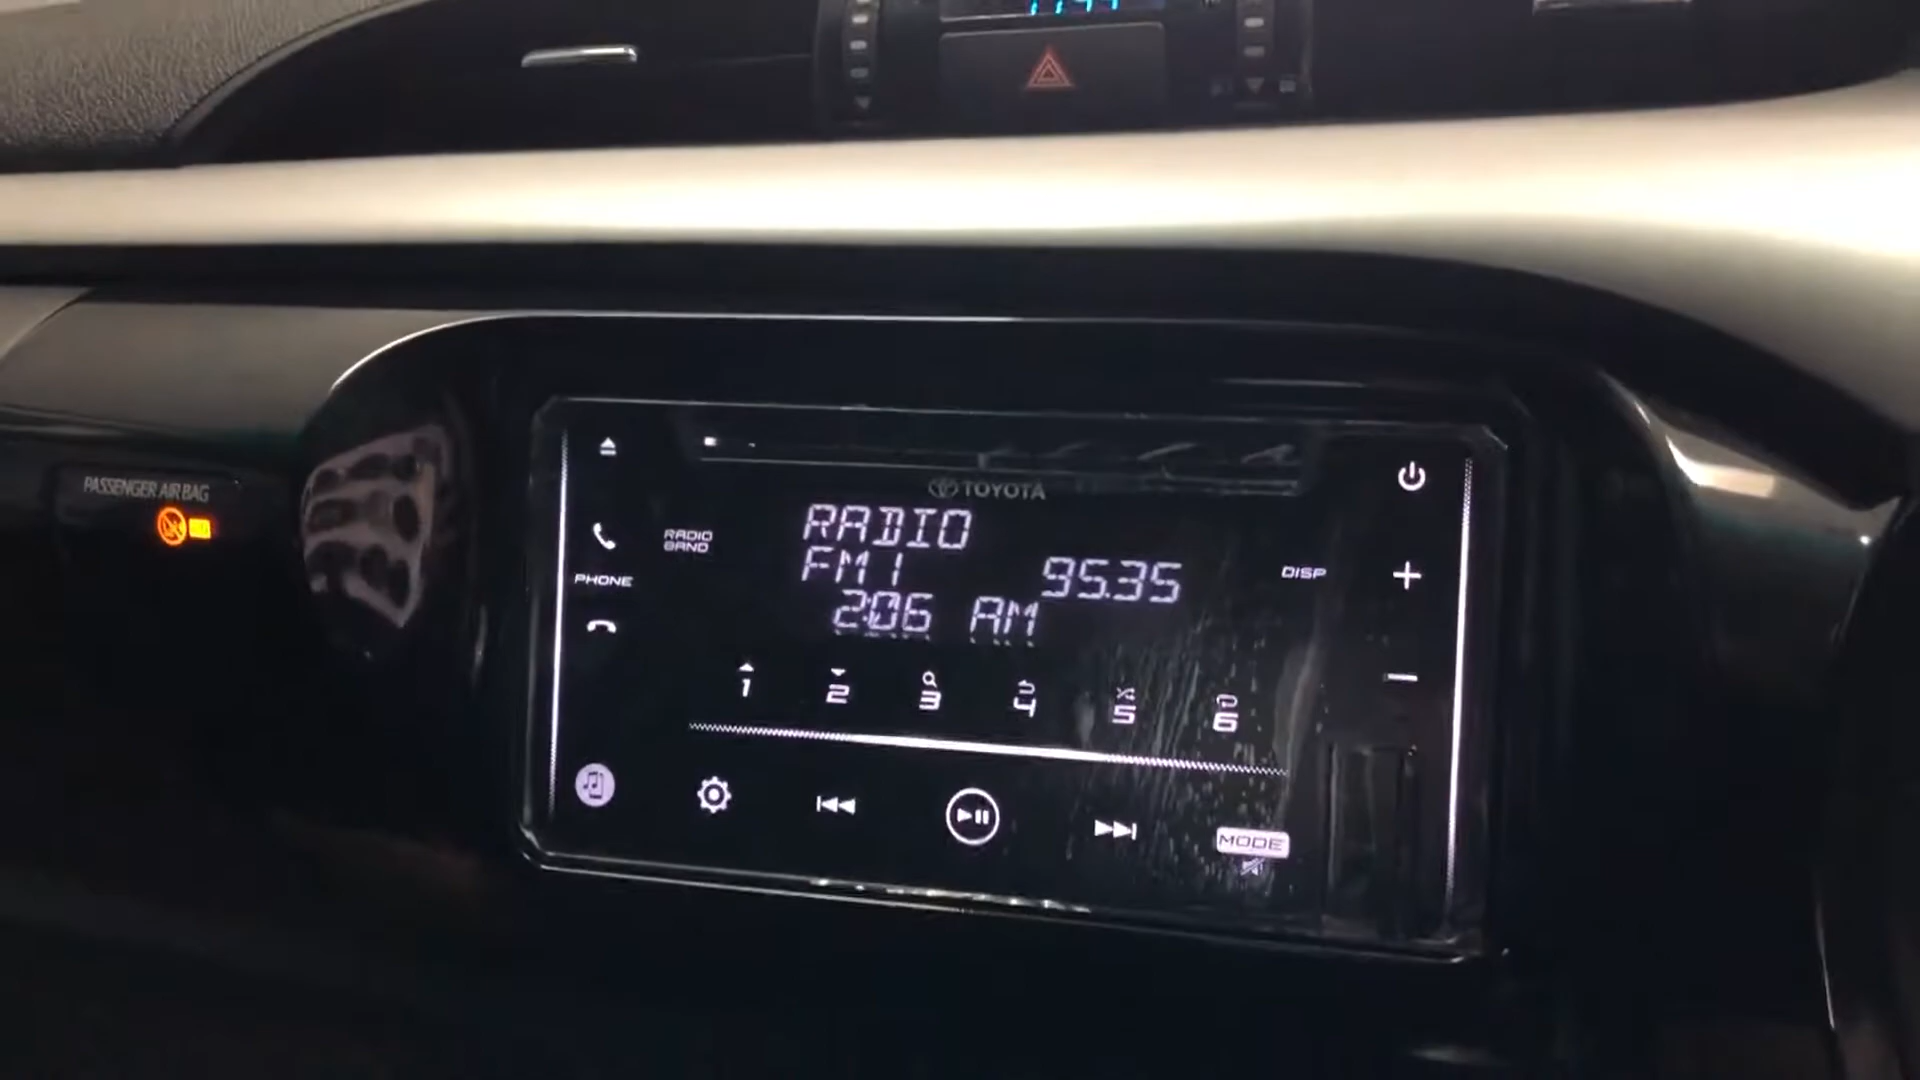 PASSENGER AIR BAG
TOYOTA
RADIO
RADIO BAND
FM1 95.35
DISP
2:06 AM
PHONE
1 2 3 4 5 6
MODE